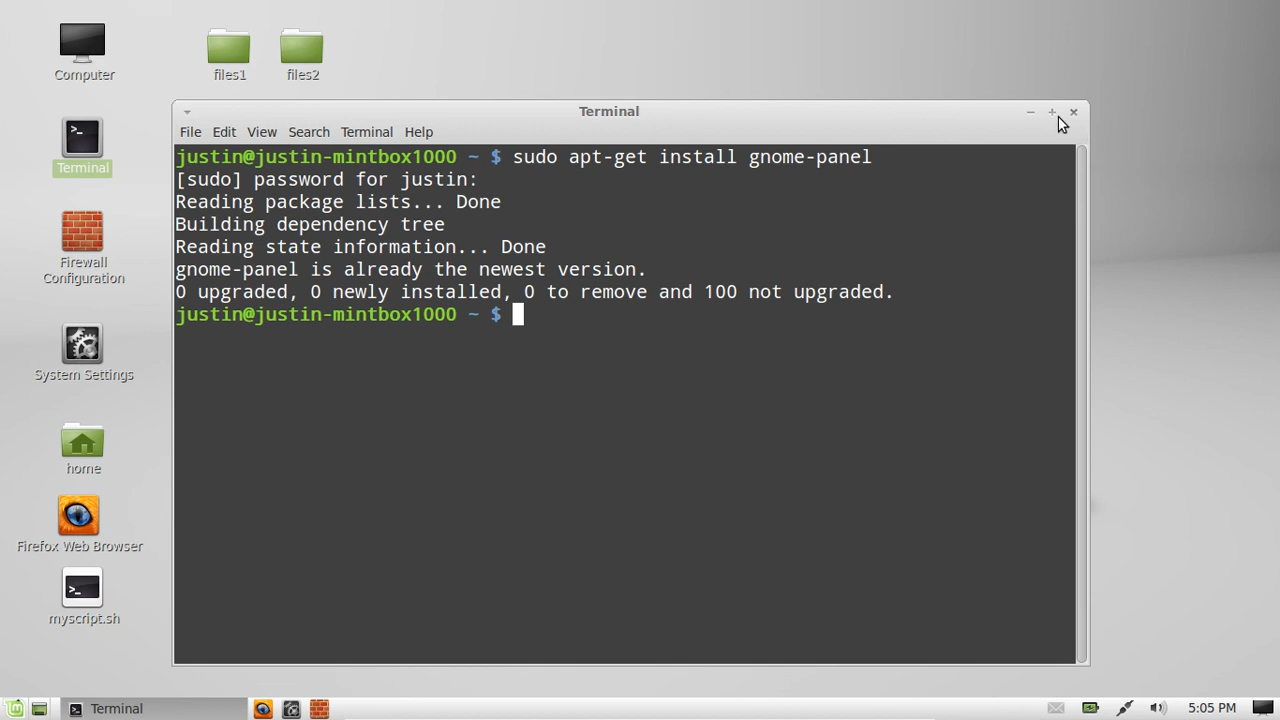 Computer
files1
files2
Terminal
Firewall
Configuration
System Settings
home
Firefox Web Browser
myscript.sh
Terminal
File Edit View Search Terminal Help
justin@justin-mintbox1000 ~ $ sudo apt-get install gnome-panel
[sudo] password for justin:
Reading package lists... Done
Building dependency tree
Reading state information... Done
gnome-panel is already the newest version.
0 upgraded, 0 newly installed, 0 to remove and 100 not upgraded.
justin@justin-mintbox1000 ~ $
Terminal
5:05 PM